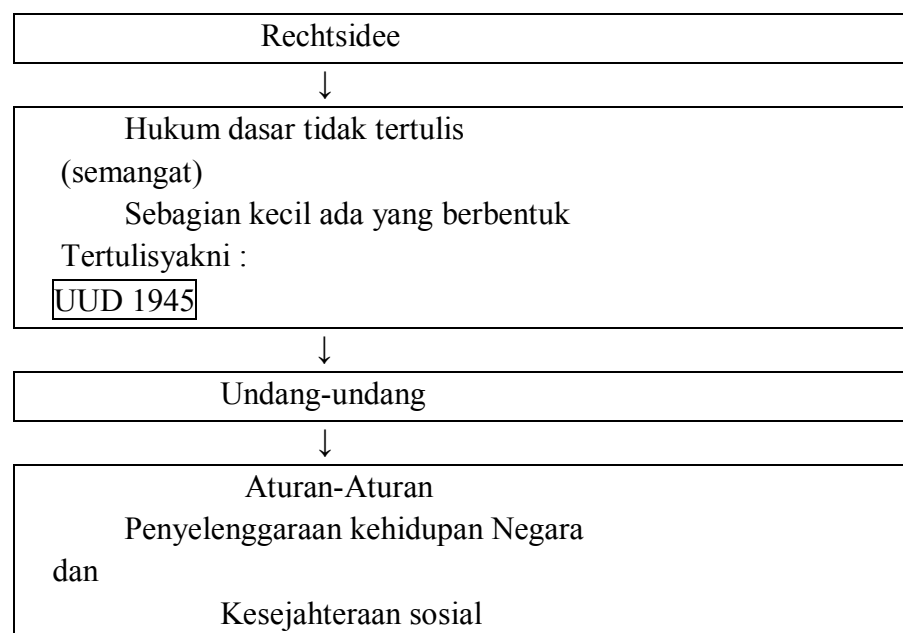 Rechtsidee
↓
Hukum dasar tidak tertulis
(semangat)
Sebagian kecil ada yang berbentuk
Tertulisyakni :
UUD 1945
↓
Undang-undang
↓
Aturan-Aturan
Penyelenggaraan kehidupan Negara
dan
Kesejahteraan sosial